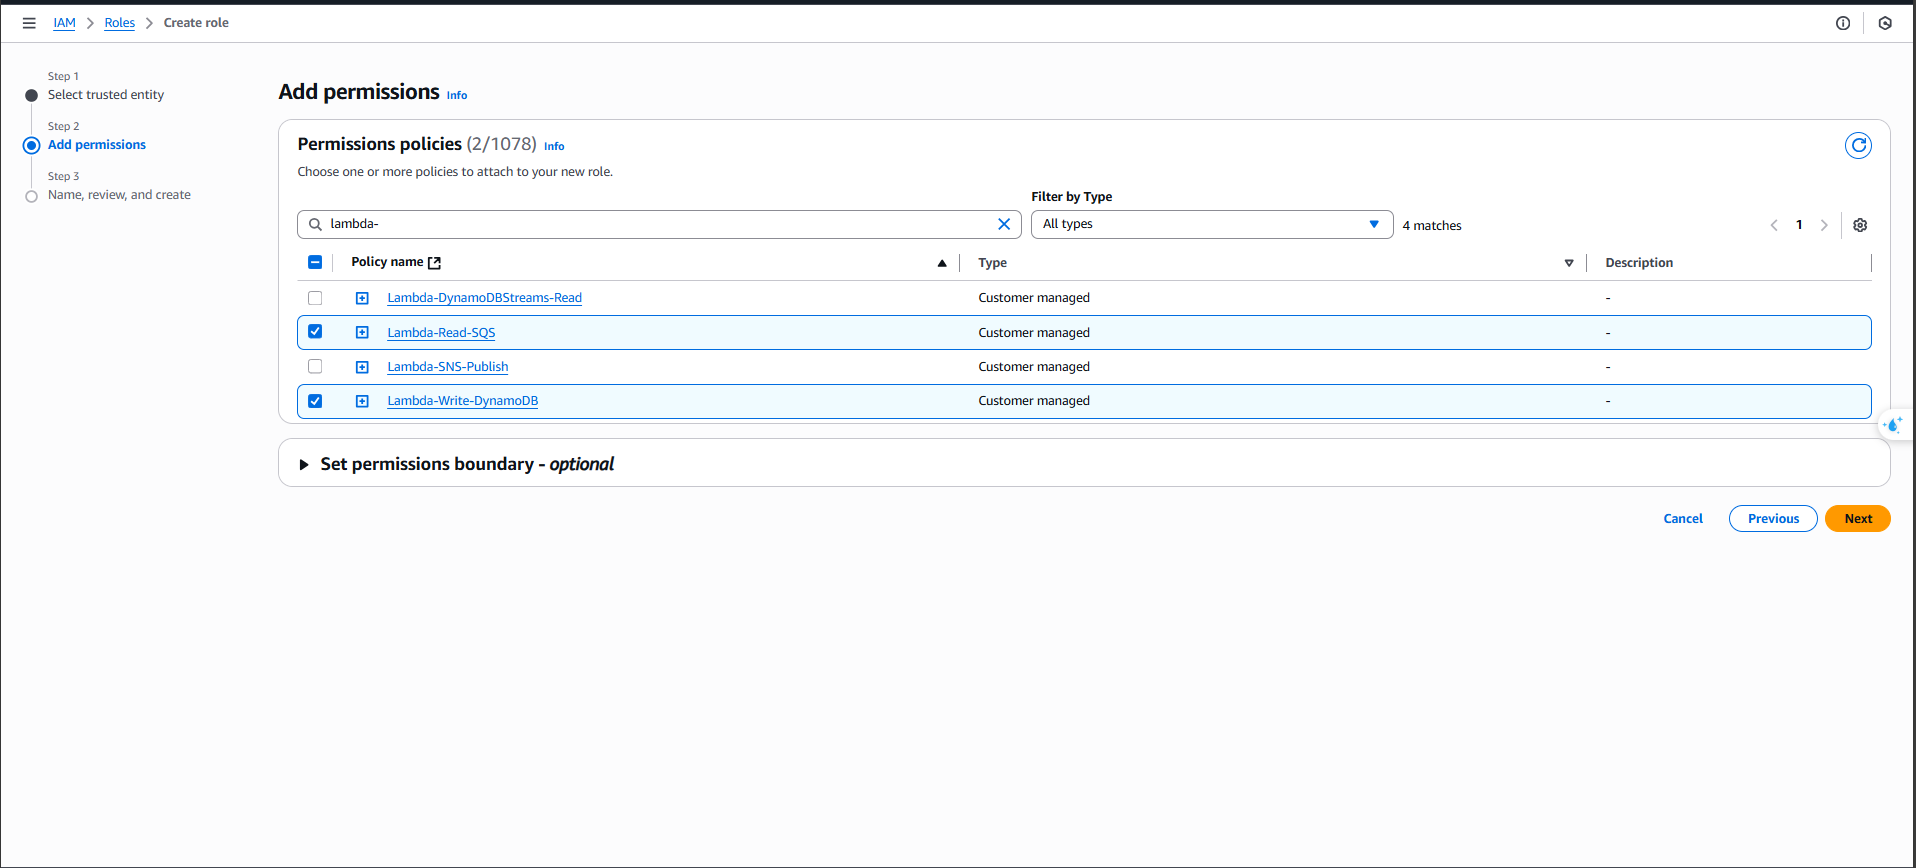 IAM > Roles > Create role
Step 1
Select trusted entity
Step 2
Add permissions
Step 3
Name, review, and create
Add permissions Info
Permissions policies (2/1078) Info
Choose one or more policies to attach to your new role.
Filter by Type
lambda-
All types
4 matches
1
Policy name
Type
Description
Lambda-DynamoDBStreams-Read Customer managed -
Lambda-Read-SQS Customer managed -
Lambda-SNS-Publish Customer managed -
Lambda-Write-DynamoDB Customer managed -
Set permissions boundary - optional
Cancel Previous Next